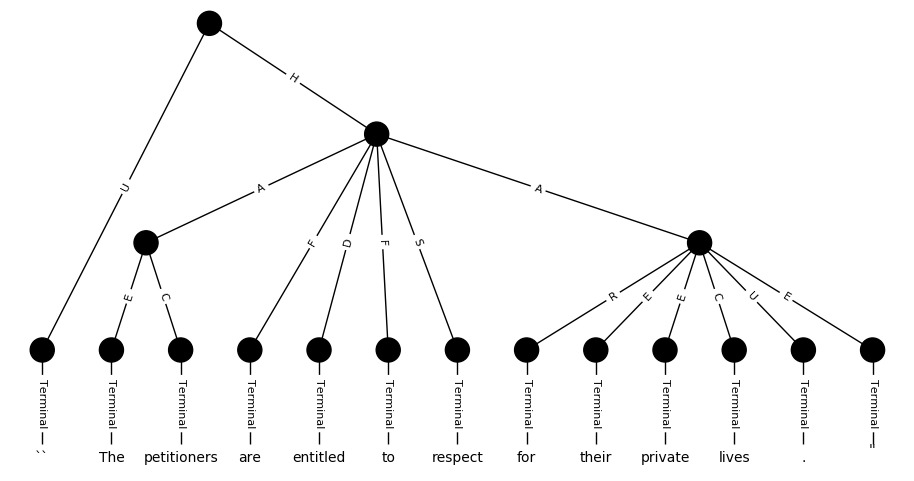 H
U
A
A
F
D
F
S
E
C
R
E
E
C
U
E
Terminal Terminal Terminal Terminal Terminal Terminal Terminal Terminal Terminal Terminal Terminal Terminal Terminal
`` The petitioners are entitled to respect for their private lives . "